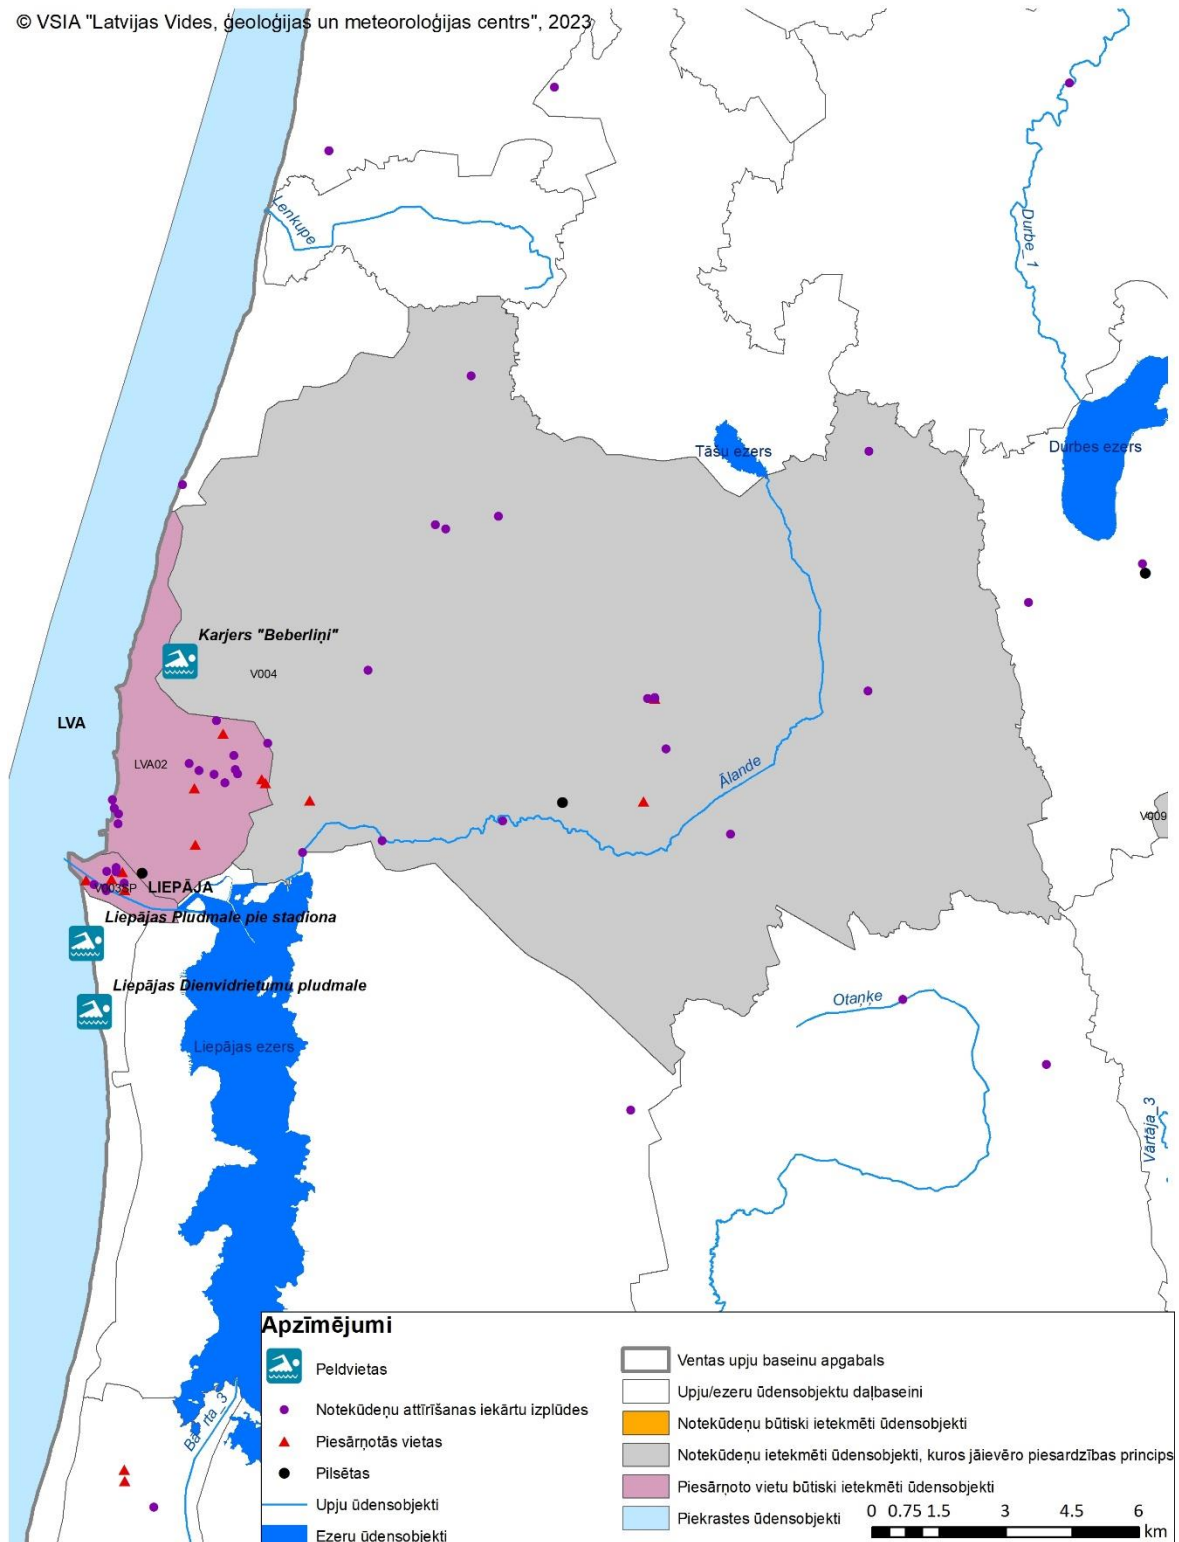 © VSIA "Latvijas Vides, ģeoloģijas un meteoroloģijas centrs", 2023
Lenkupe
Durbe_1
Tāšu ezers
Durbes ezers
Karjers "Beberliņi"
V004
LVA
LVA02
Ālande
V003SP
LIEPĀJA
Liepājas Pludmale pie stadiona
Liepājas Dienvidrietumu pludmale
Otaņķe
Liepājas ezers
Vārtāja_3
Apzīmējumi
Peldvietas
Notekūdeņu attīrīšanas iekārtu izplūdes
Piesārņotās vietas
Pilsētas
Upju ūdensobjekti
Ezeru ūdensobjekti
Ventas upju baseinu apgabals
Upju/ezeru ūdensobjektu daļbaseini
Notekūdeņu būtiski ietekmēti ūdensobjekti
Notekūdeņu ietekmēti ūdensobjekti, kuros jāievēro piesardzības princips
Piesārņoto vietu būtiski ietekmēti ūdensobjekti
Piekrastes ūdensobjekti
0 0.75 1.5 3 4.5 6
km